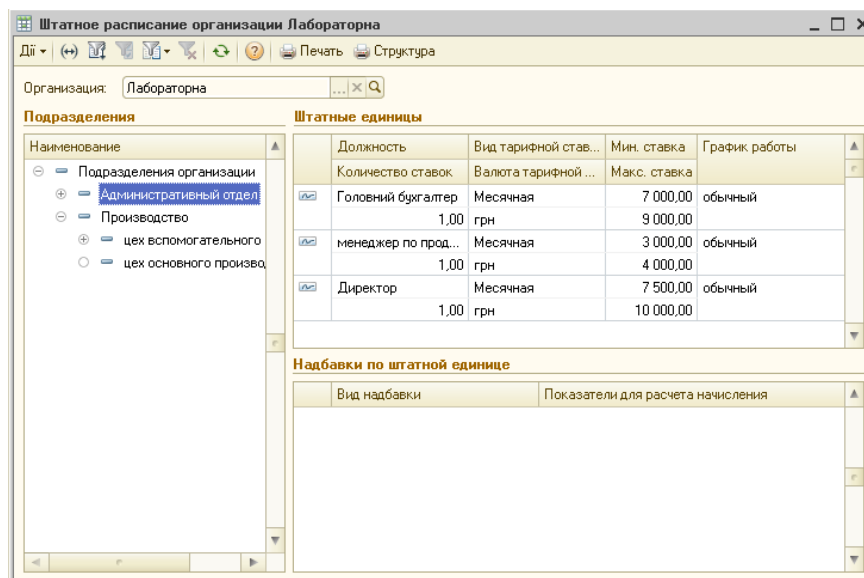 Штатное расписание организации Лабораторна
Дії Печать Структура
Организация: Лабораторна ...
Подразделения
Наименование
Подразделения организации
Административный отдел
Производство
цех вспомогательного
цех основного произво
Штатные единицы
Должность Вид тарифной став... Мин. ставка График работы
Количество ставок Валюта тарифной ... Макс. ставка
Головний бухгалтер Месячная 7 000,00 обычный
1,00 грн 9 000,00
менеджер по прод... Месячная 3 000,00 обычный
1,00 грн 4 000,00
Директор Месячная 7 500,00 обычный
1,00 грн 10 000,00
Надбавки по штатной единице
Вид надбавки Показатели для расчета начисления